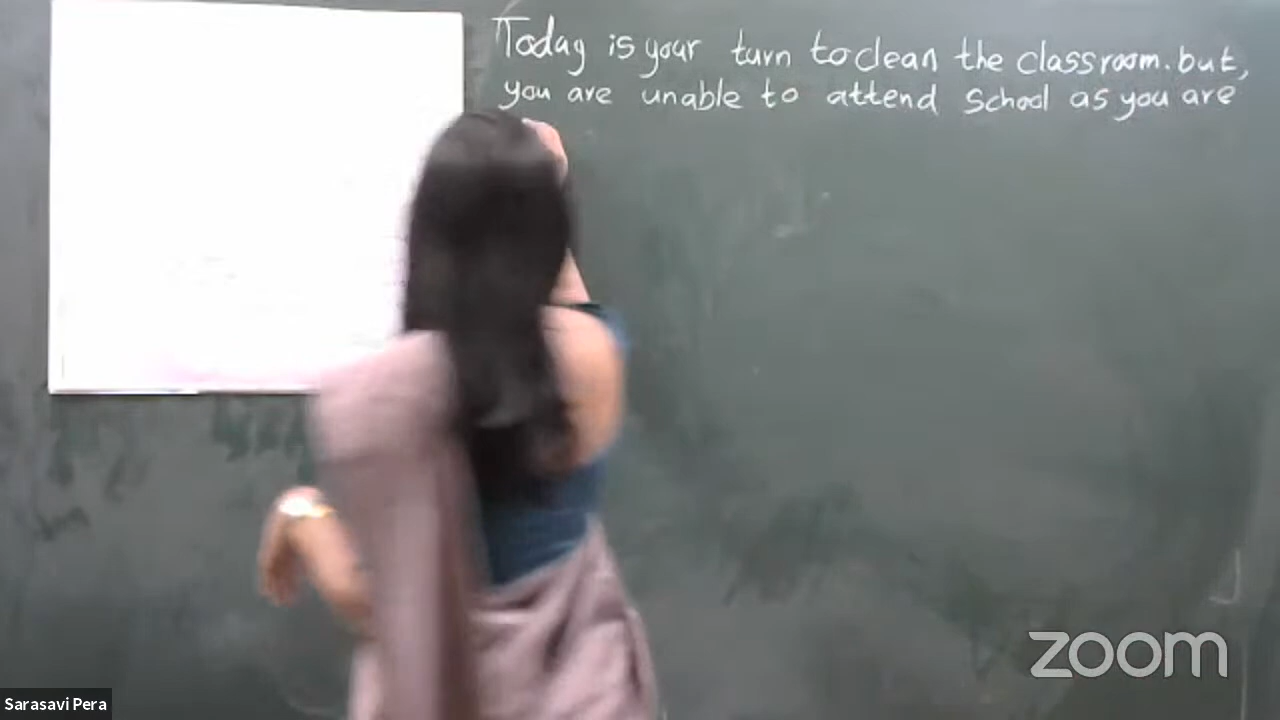 Today is your turn to clean the classroom. but,
you are unable to attend school as you are
zoom
Sarasavi Pera